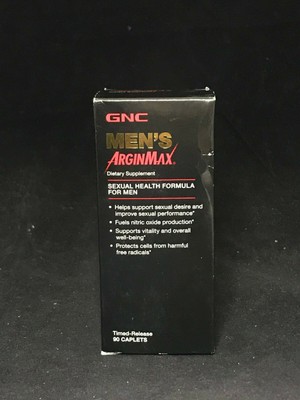 GNC
MEN'S
ARGINMAX®
Dietary Supplement
SEXUAL HEALTH FORMULA
FOR MEN
• Helps support sexual desire and
improve sexual performance*
• Fuels nitric oxide production*
• Supports vitality and overall
well-being*
• Protects cells from harmful
free radicals*
Timed-Release
90 CAPLETS